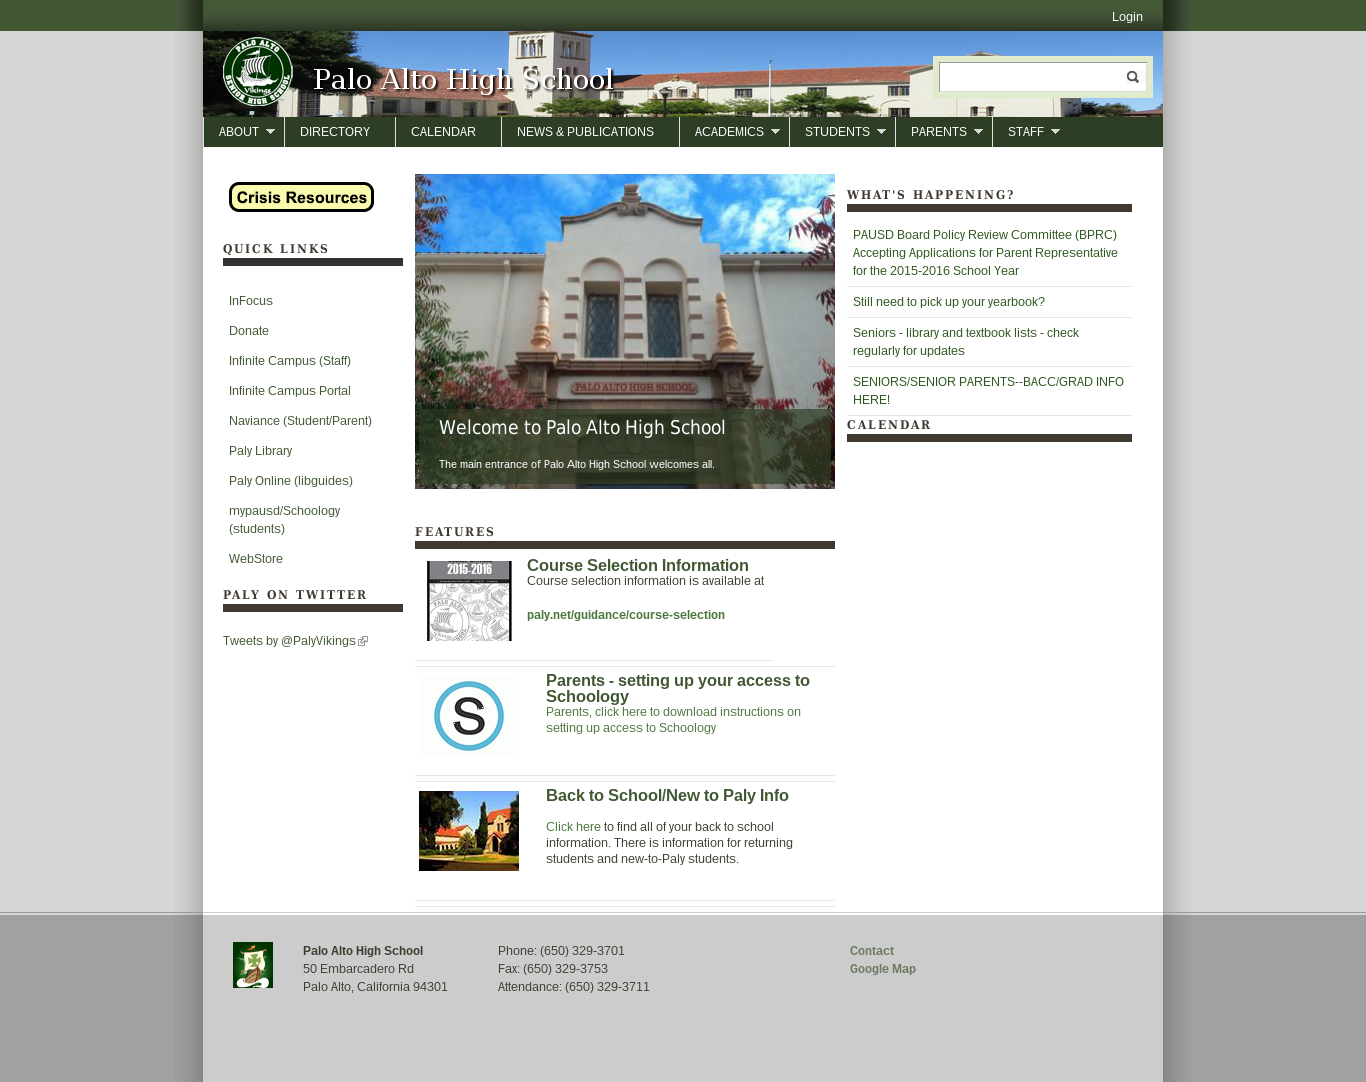 Login
PALO ALTO
Vikings
SENIOR HIGH SCHOOL
Palo Alto High School
ABOUT
DIRECTORY
CALENDAR
NEWS & PUBLICATIONS
ACADEMICS
STUDENTS
PARENTS
STAFF
Crisis Resources
QUICK LINKS
InFocus
Donate
Infinite Campus (Staff)
Infinite Campus Portal
Naviance (Student/Parent)
Paly Library
Paly Online (libguides)
mypausd/Schoology
(students)
WebStore
PALY ON TWITTER
Tweets by @PalyVikings
PALO ALTO HIGH SCHOOL
Welcome to Palo Alto High School
The main entrance of Palo Alto High School welcomes all.
FEATURES
2015-2016
Course Selection Information
Course selection information is available at
paly.net/guidance/course-selection
S
Parents - setting up your access to
Schoology
Parents, click here to download instructions on
setting up access to Schoology
Back to School/New to Paly Info
Click here to find all of your back to school
information. There is information for returning
students and new-to-Paly students.
WHAT'S HAPPENING?
PAUSD Board Policy Review Committee (BPRC)
Accepting Applications for Parent Representative
for the 2015-2016 School Year
Still need to pick up your yearbook?
Seniors - library and textbook lists - check
regularly for updates
SENIORS/SENIOR PARENTS--BACC/GRAD INFO
HERE!
CALENDAR
Palo Alto High School
50 Embarcadero Rd
Palo Alto, California 94301
Phone: (650) 329-3701
Fax: (650) 329-3753
Attendance: (650) 329-3711
Contact
Google Map